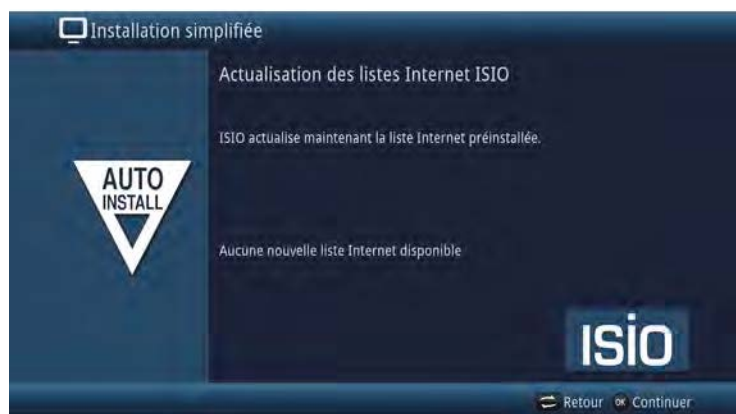 Installation simplifiée
Actualisation des listes Internet ISIO
ISIO actualise maintenant la liste Internet préinstallée.
AUTO
INSTALL
Aucune nouvelle liste Internet disponible
ISIO
Retour OK Continuer